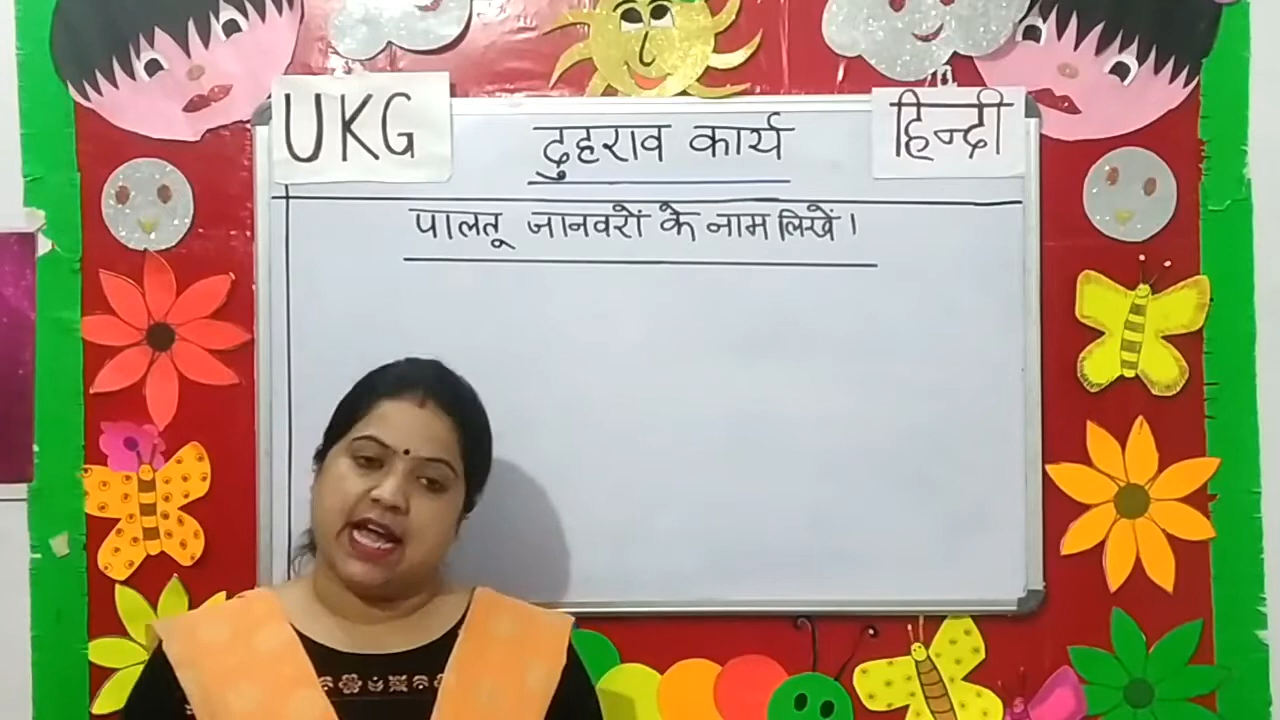 UKG
दुहराव कार्य
हिन्दी
पालतू जानवरों के नाम लिखें।